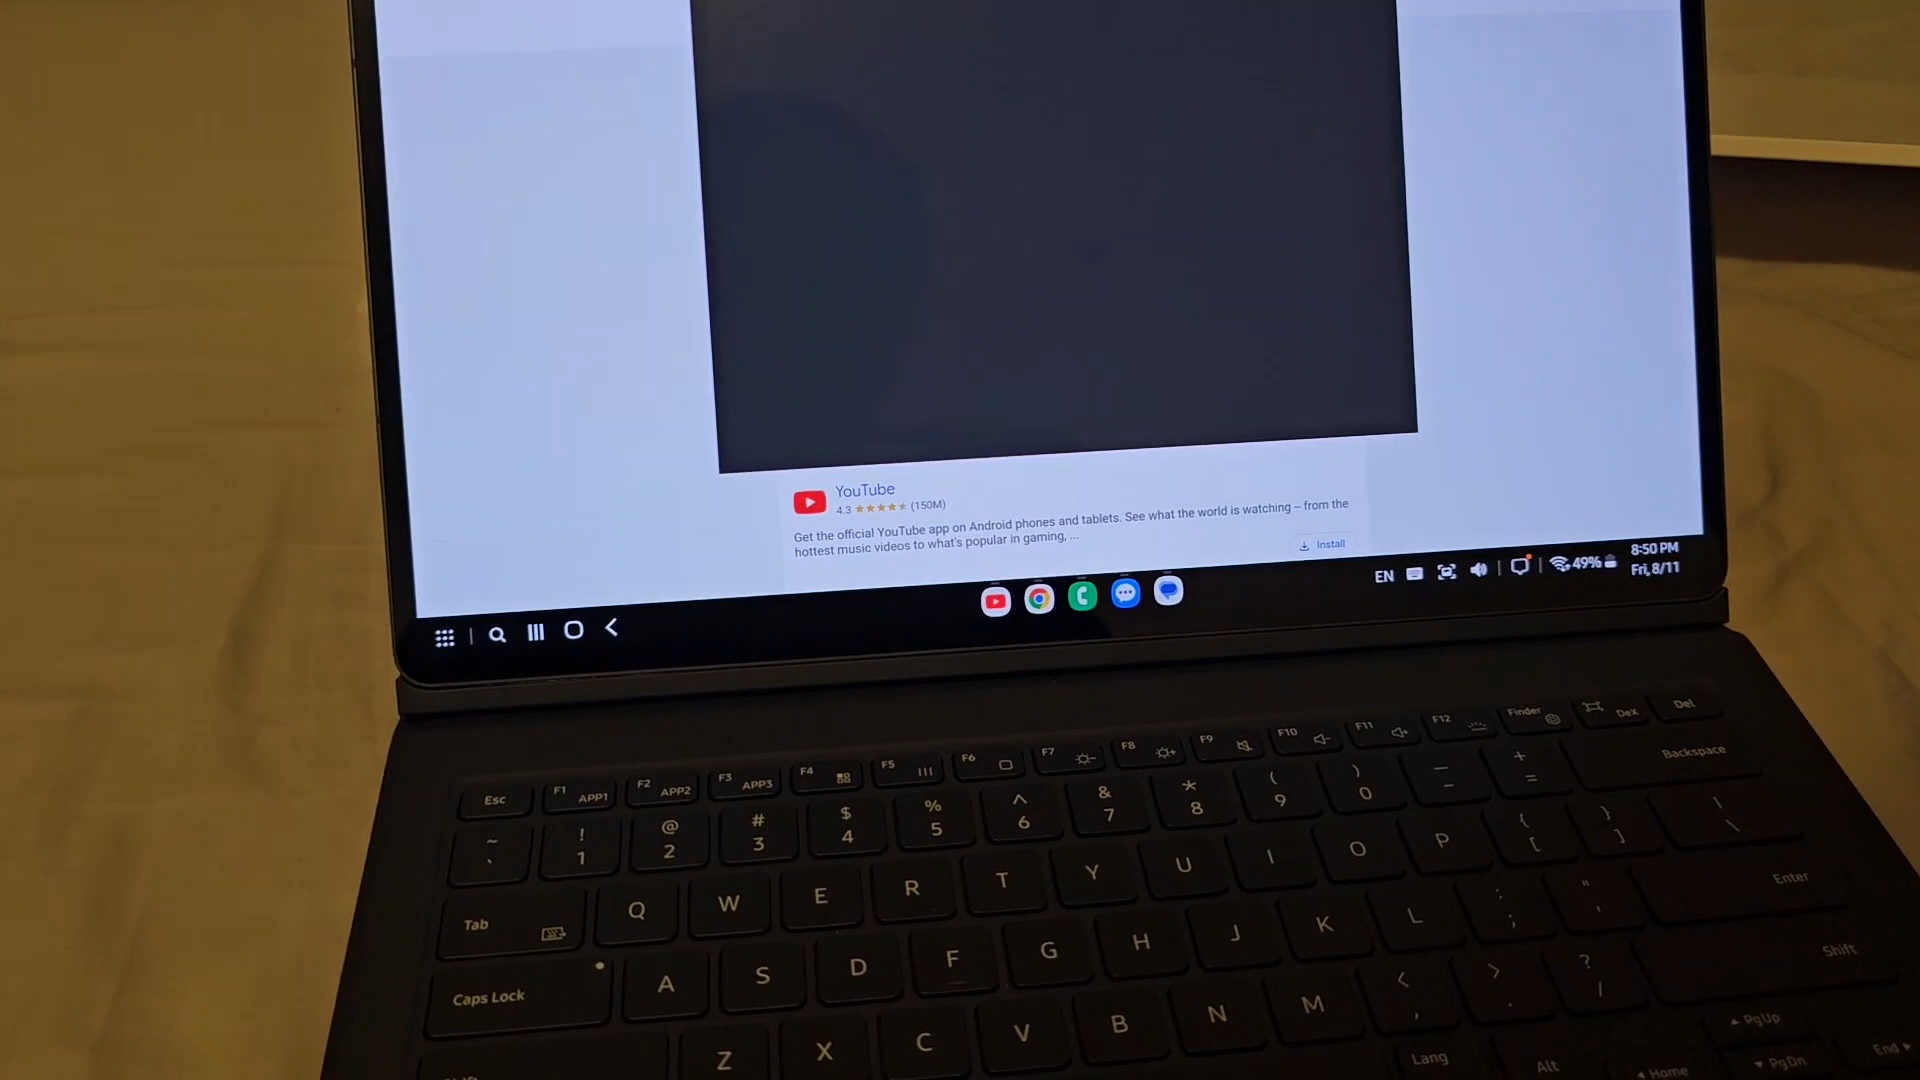 YouTube
4.3 ★★★★★ (150M)
Get the official YouTube app on Android phones and tablets. See what the world is watching -- from the
hottest music videos to what's popular in gaming, ...
Install
EN
49%
8:50 PM
Fri, 8/11
Esc
F1 APP1
F2 APP2
F3 APP3
F4
F5
F6
F7
F8
F9
F10
F11
F12
Finder
DeX
Del
~ `
! 1
@ 2
# 3
$ 4
% 5
^ 6
& 7
* 8
( 9
) 0
— -
+ =
Backspace
Tab
Q
W
E
R
T
Y
U
I
O
P
{ [
} ]
| \
Caps Lock
A
S
D
F
G
H
J
K
L
: ;
" '
Enter
Z
X
C
V
B
N
M
< ,
> .
? /
Shift
Lang
Alt
Home
PgUp
PgDn
End